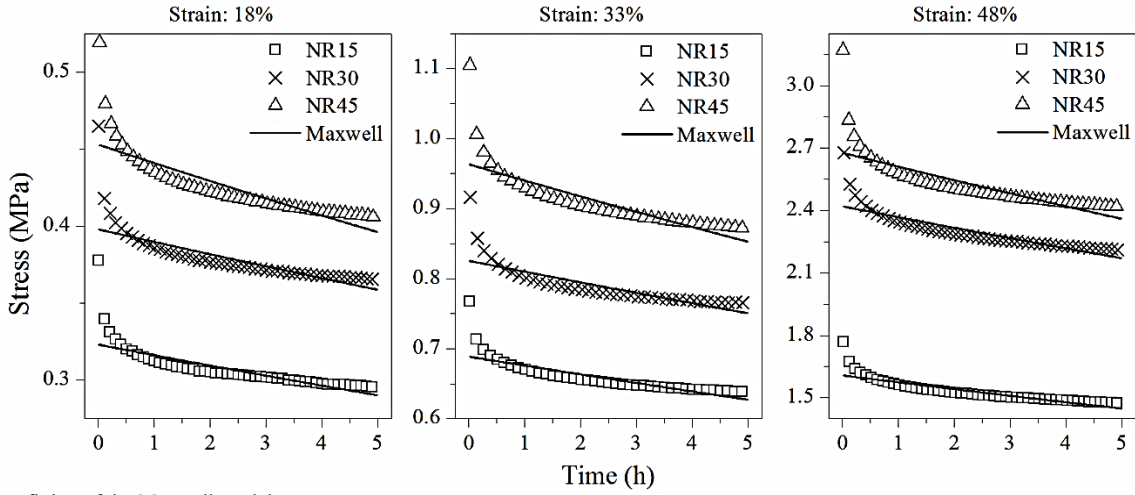 Strain: 18%
Strain: 33%
Strain: 48%
NR15
NR30
NR45
Maxwell
NR15
NR30
NR45
Maxwell
NR15
NR30
NR45
Maxwell
Stress (MPa)
0.5
0.4
0.3
1.1
1.0
0.9
0.8
0.7
0.6
3.0
2.7
2.4
2.1
1.8
1.5
0 1 2 3 4 5
0 1 2 3 4 5
0 1 2 3 4 5
Time (h)